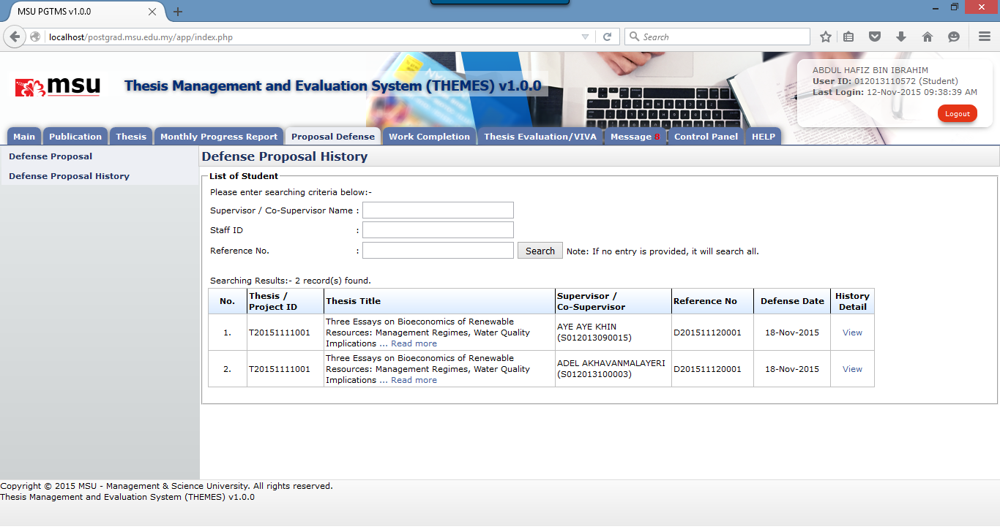 MSU PGTMS v1.0.0
localhost/postgrad.msu.edu.my/app/index.php
Search
msu
Thesis Management and Evaluation System (THEMES) v1.0.0
ABDUL HAFIZ BIN IBRAHIM
User ID: 012013110572 (Student)
Last Login: 12-Nov-2015 09:38:39 AM
Logout
Main Publication Thesis Monthly Progress Report Proposal Defense Work Completion Thesis Evaluation/VIVA Message 8 Control Panel HELP
Defense Proposal
Defense Proposal History
Defense Proposal History
List of Student
Please enter searching criteria below:-
Supervisor / Co-Supervisor Name :
Staff ID :
Reference No. : Search Note: If no entry is provided, it will search all.
Searching Results:- 2 record(s) found.
No. Thesis / Project ID Thesis Title Supervisor / Co-Supervisor Reference No Defense Date History Detail
1. T20151111001 Three Essays on Bioeconomics of Renewable Resources: Management Regimes, Water Quality Implications ... Read more AYE AYE KHIN (S012013090015) D201511120001 18-Nov-2015 View
2. T20151111001 Three Essays on Bioeconomics of Renewable Resources: Management Regimes, Water Quality Implications ... Read more ADEL AKHAVANMALAYERI (S012013100003) D201511120001 18-Nov-2015 View
Copyright © 2015 MSU - Management & Science University. All rights reserved.
Thesis Management and Evaluation System (THEMES) v1.0.0